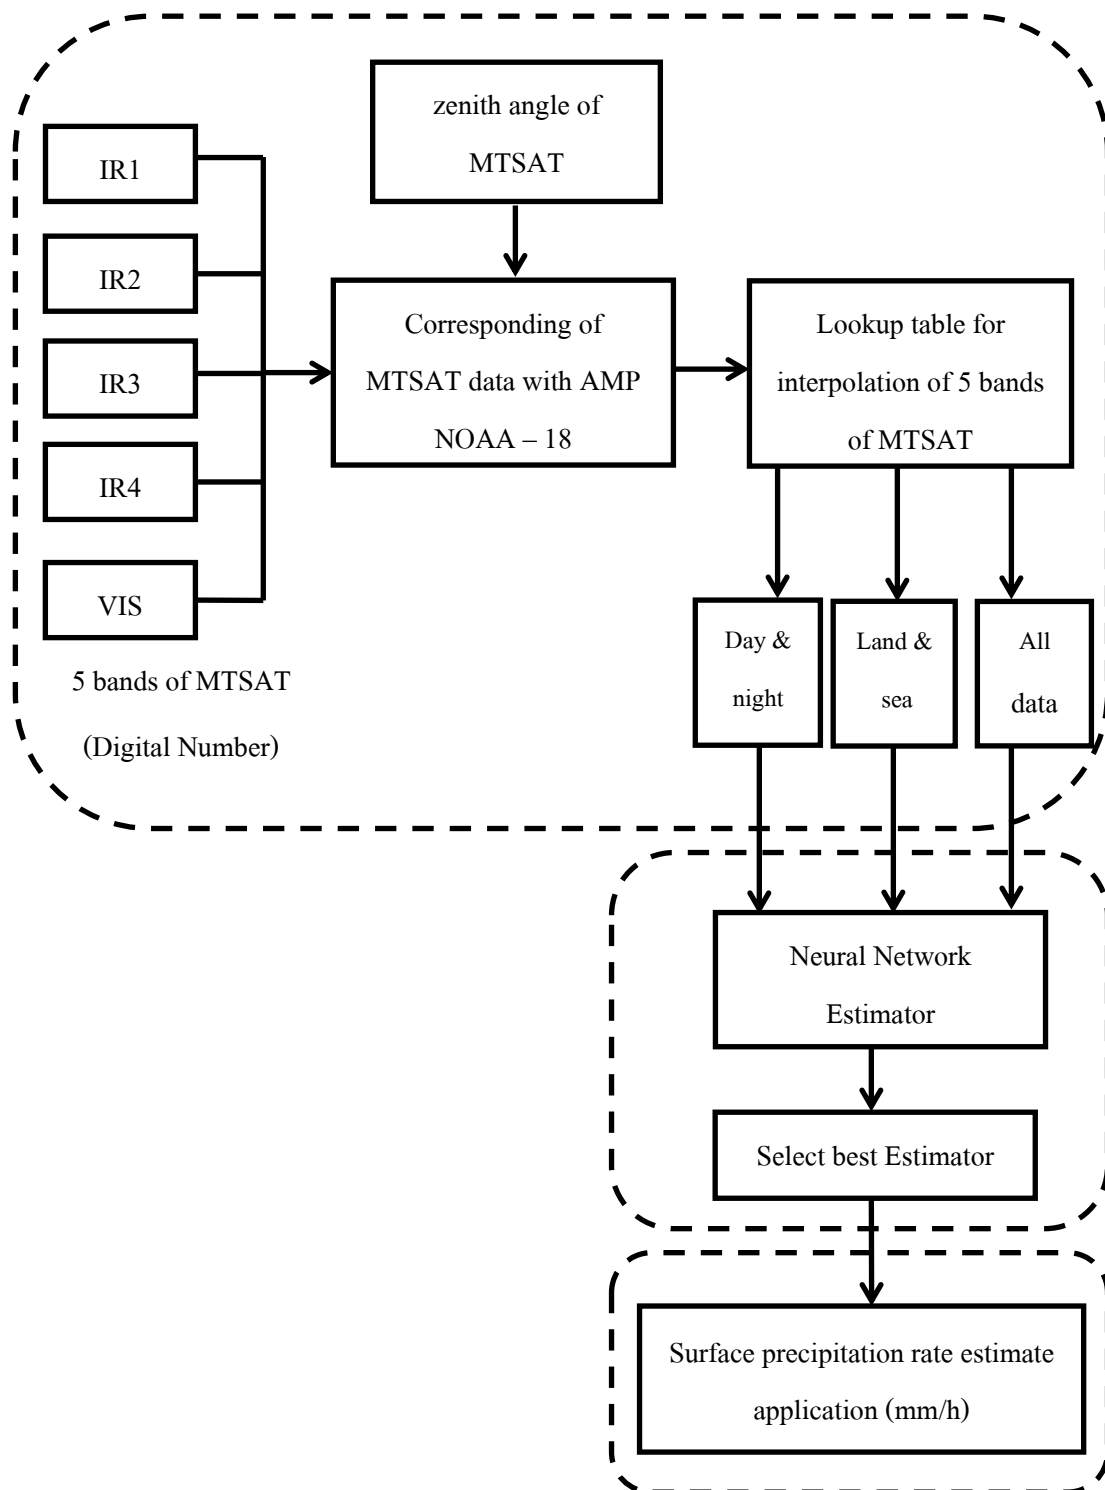 zenith angle of
MTSAT
IR1
IR2
IR3
IR4
VIS
5 bands of MTSAT
(Digital Number)
Corresponding of
MTSAT data with AMP
NOAA – 18
Lookup table for
interpolation of 5 bands
of MTSAT
Day &
night
Land &
sea
All
data
Neural Network
Estimator
Select best Estimator
Surface precipitation rate estimate
application (mm/h)